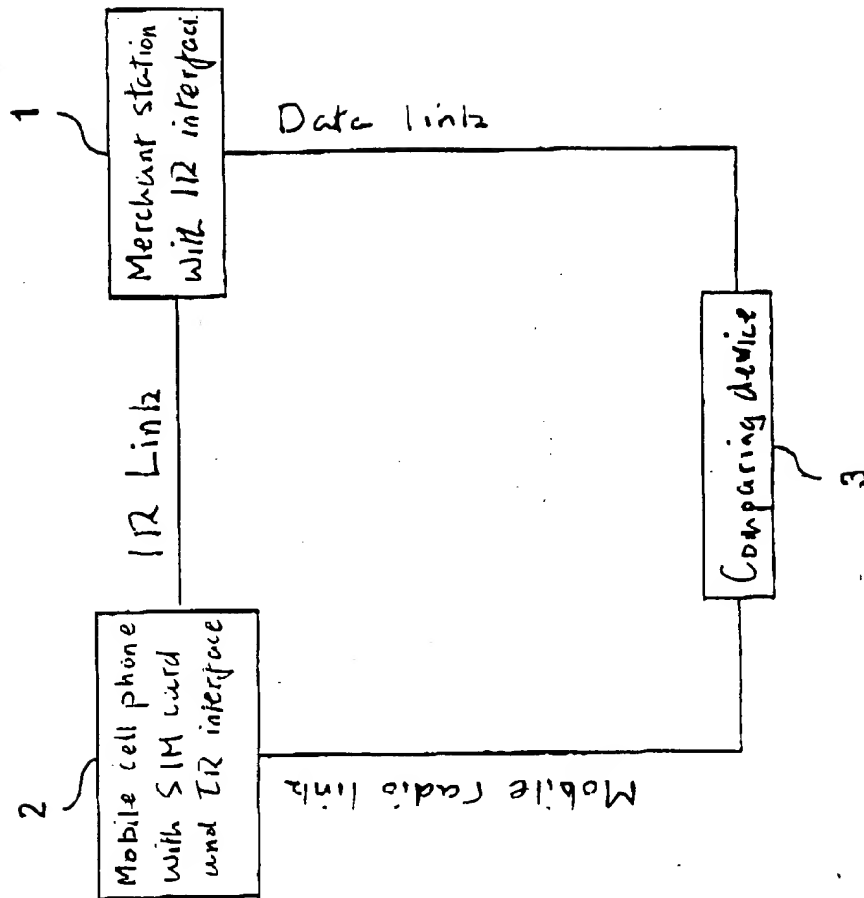 1
Merchant station
with IR interface
Data link
IR Link
2
Mobile cell phone
with SIM card
and IR interface
Mobile radio link
Comparing device
3